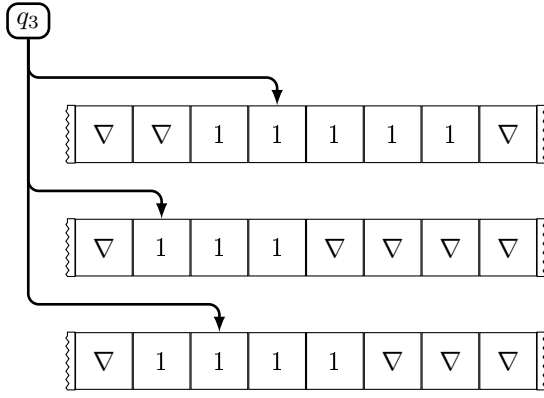 q₃
∇ ∇ 1 1 1 1 1 ∇
∇ 1 1 1 ∇ ∇ ∇ ∇
∇ 1 1 1 1 ∇ ∇ ∇